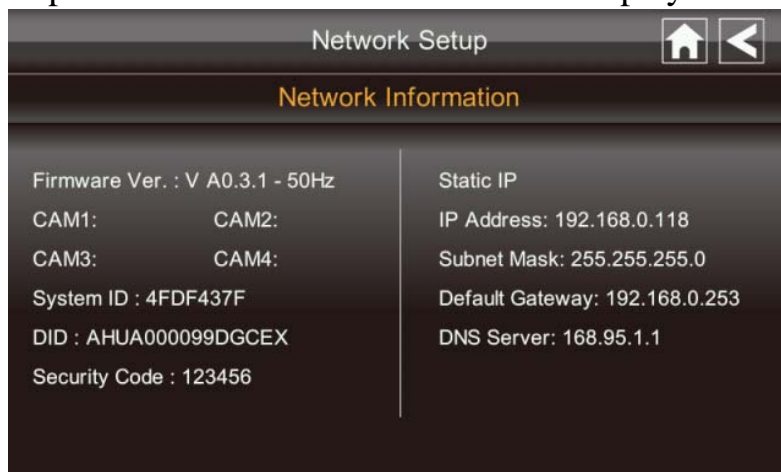 Network Setup
Network Information
Firmware Ver. : V A0.3.1 - 50Hz
CAM1: CAM2:
CAM3: CAM4:
System ID : 4FDF437F
DID : AHUA000099DGCEX
Security Code : 123456
Static IP
IP Address: 192.168.0.118
Subnet Mask: 255.255.255.0
Default Gateway: 192.168.0.253
DNS Server: 168.95.1.1